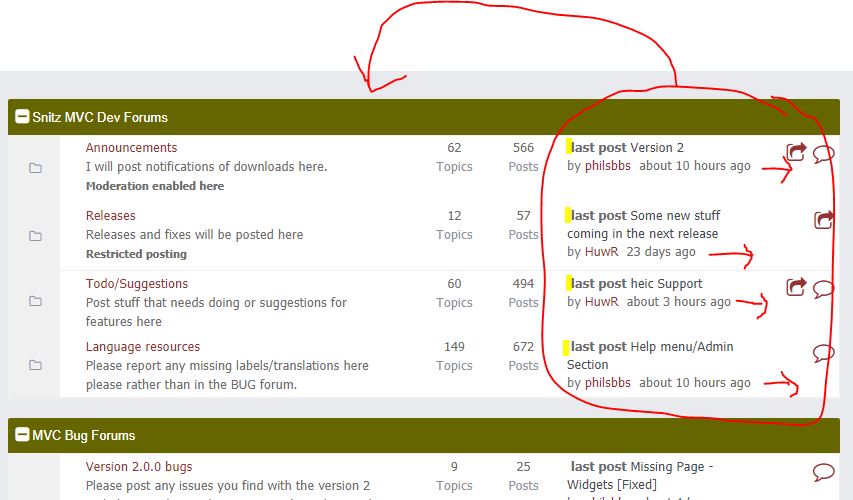 Snitz MVC Dev Forums
Announcements
I will post notifications of downloads here.
Moderation enabled here
62
Topics
566
Posts
last post Version 2
by philsbbs about 10 hours ago
Releases
Releases and fixes will be posted here
Restricted posting
12
Topics
57
Posts
last post Some new stuff
coming in the next release
by HuwR 23 days ago
Todo/Suggestions
Post stuff that needs doing or suggestions for
features here
60
Topics
494
Posts
last post heic Support
by HuwR about 3 hours ago
Language resources
Please report any missing labels/translations here
please rather than in the BUG forum.
149
Topics
672
Posts
last post Help menu/Admin
Section
by philsbbs about 10 hours ago
MVC Bug Forums
Version 2.0.0 bugs
Please post any issues you find with the version 2
9
Topics
25
Posts
last post Missing Page -
Widgets [Fixed]